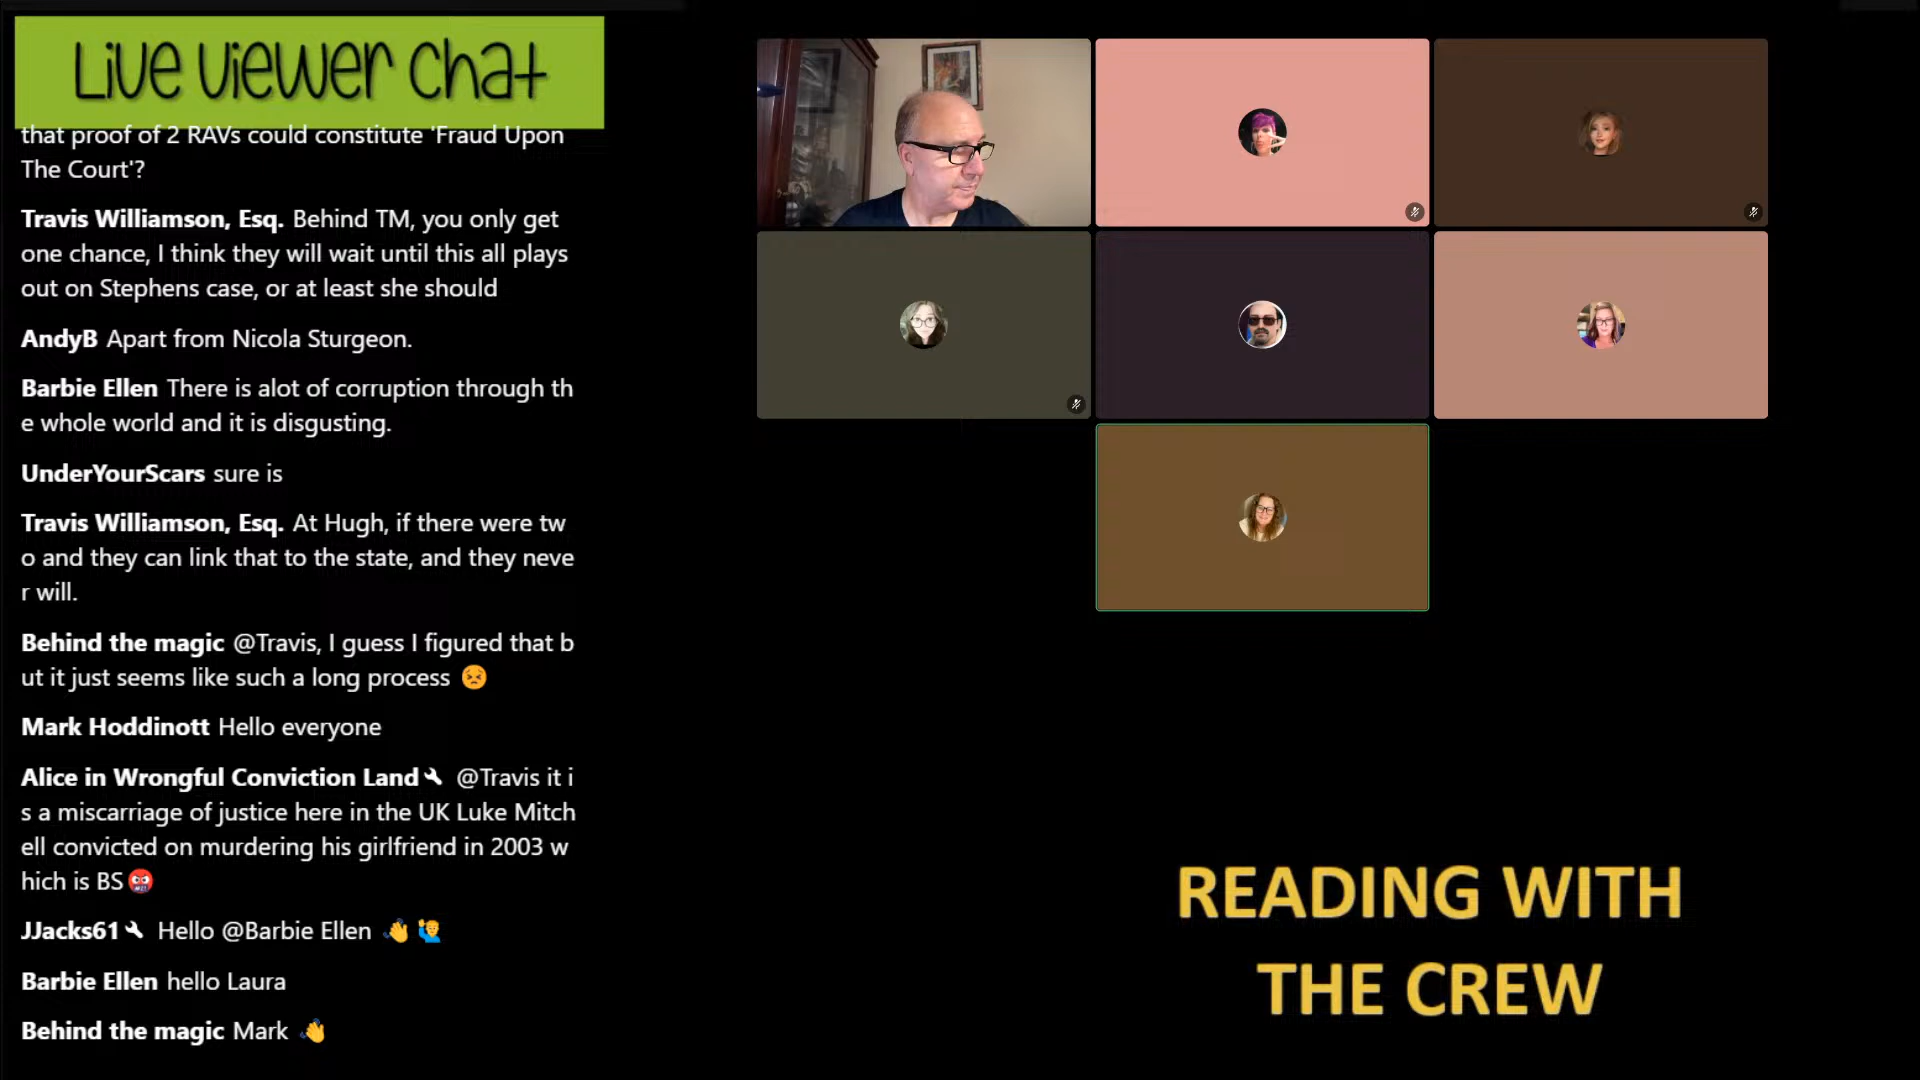 Live Viewer Chat
that proof of 2 RAVs could constitute 'Fraud Upon
The Court'?
Travis Williamson, Esq. Behind TM, you only get
one chance, I think they will wait until this all plays
out on Stephens case, or at least she should
AndyB Apart from Nicola Sturgeon.
Barbie Ellen There is alot of corruption through th
e whole world and it is disgusting.
UnderYourScars sure is
Travis Williamson, Esq. At Hugh, if there were tw
o and they can link that to the state, and they neve
r will.
Behind the magic @Travis, I guess I figured that b
ut it just seems like such a long process 😣
Mark Hoddinott Hello everyone
Alice in Wrongful Conviction Land @Travis it i
s a miscarriage of justice here in the UK Luke Mitch
ell convicted on murdering his girlfriend in 2003 w
hich is BS🤬
JJacks61 Hello @Barbie Ellen 👋 🙋
Barbie Ellen hello Laura
Behind the magic Mark 👋
READING WITH
THE CREW